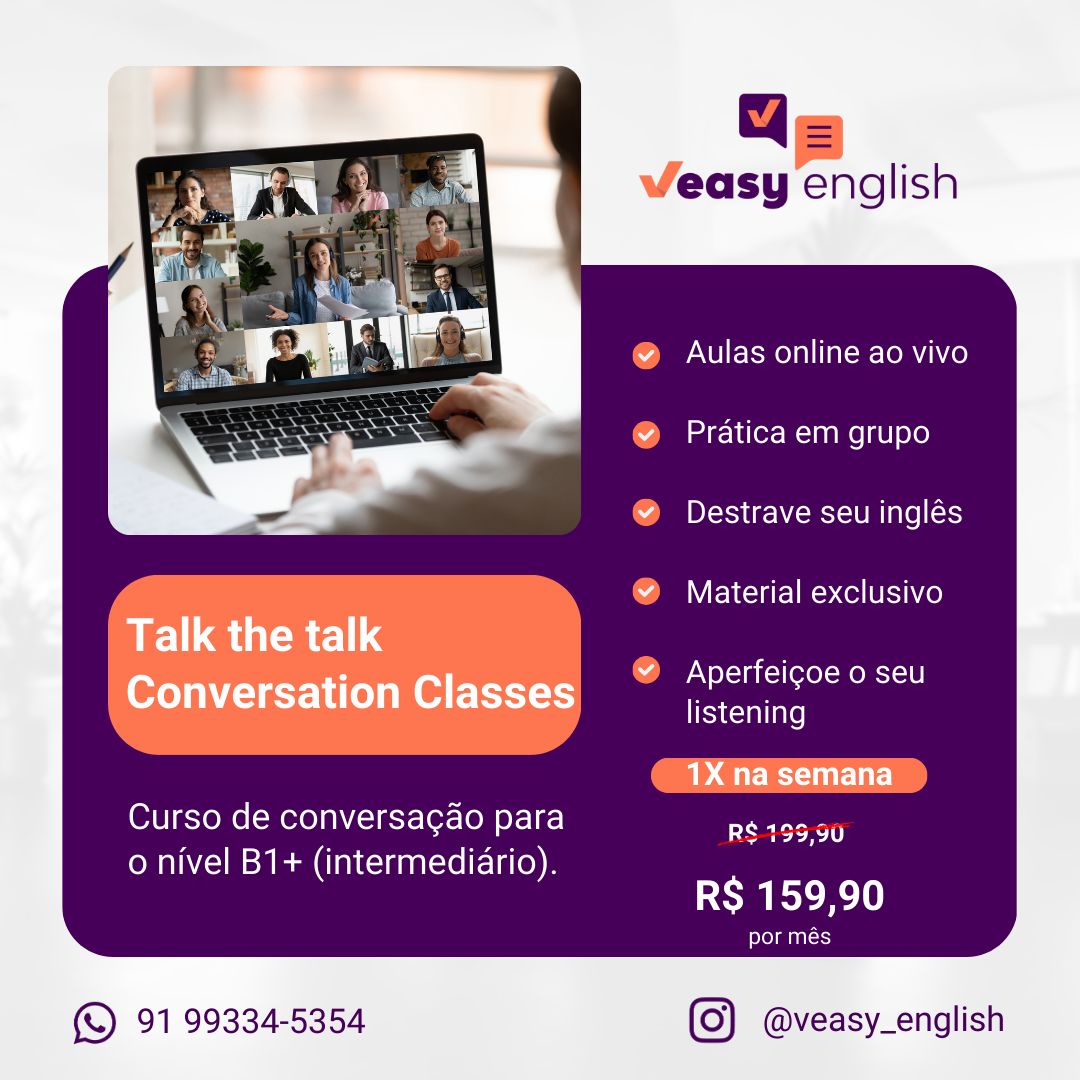 Veasy english
Aulas online ao vivo
Prática em grupo
Destrave seu inglês
Material exclusivo
Aperfeiçoe o seu
listening
Talk the talk
Conversation Classes
Curso de conversação para
o nível B1+ (intermediário).
1X na semana
R$ 199,90
R$ 159,90
por mês
91 99334-5354
@veasy_english